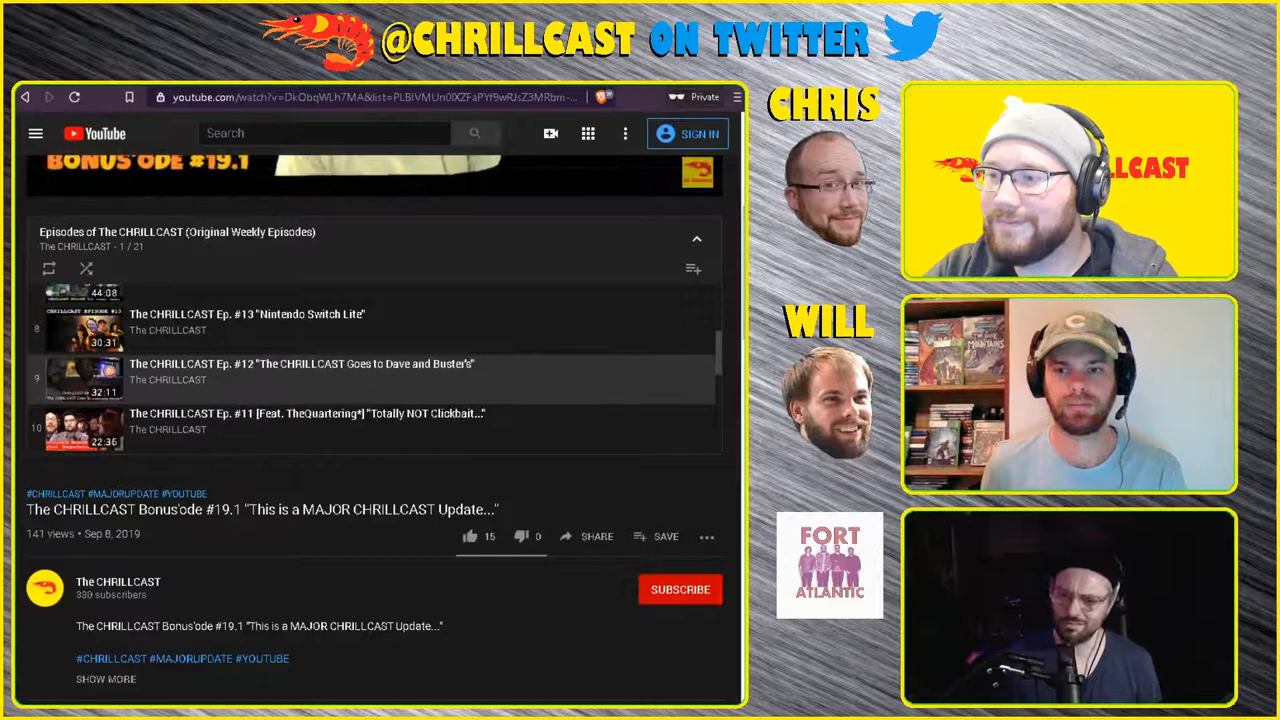 @CHRILLCAST ON TWITTER
youtube.com/watch?v=DkObqWLh7MA&list=PLBIVMUn0lXZFaPYf9wRJsZ3MRbm-...
Private
YouTube
Search
SIGN IN
BONUS'ODE #19.1
Episodes of The CHRILLCAST (Original Weekly Episodes)
The CHRILLCAST - 1 / 21
44:08
8
The CHRILLCAST Ep. #13 "Nintendo Switch Lite"
The CHRILLCAST
CHRILLCAST EPISODE #13
30:31
9
The CHRILLCAST Ep. #12 "The CHRILLCAST Goes to Dave and Buster's"
The CHRILLCAST
32:11
10
The CHRILLCAST Ep. #11 [Feat. TheQuartering*] "Totally NOT Clickbait..."
The CHRILLCAST
22:36
#CHRILLCAST #MAJORUPDATE #YOUTUBE
The CHRILLCAST Bonus'ode #19.1 "This is a MAJOR CHRILLCAST Update..."
141 views • Sep 8, 2019
15
0
SHARE
SAVE
The CHRILLCAST
330 subscribers
SUBSCRIBE
The CHRILLCAST Bonus'ode #19.1 "This is a MAJOR CHRILLCAST Update..."
#CHRILLCAST #MAJORUPDATE #YOUTUBE
SHOW MORE
CHRIS
LLCAST
WILL
MOUNTAINS
C
FORT
ATLANTIC